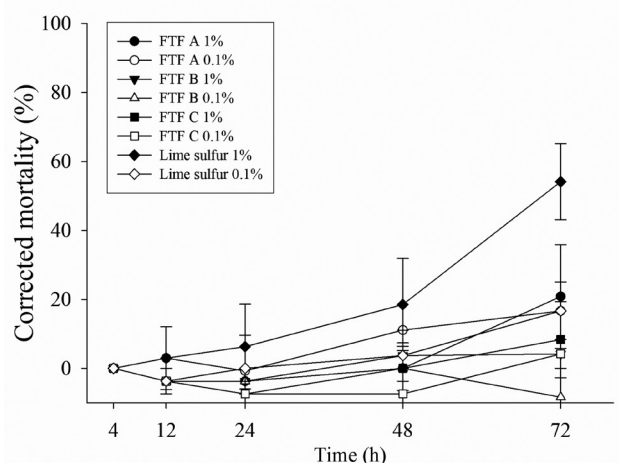 100
80
60
40
20
0
Corrected mortality (%)
FTF A 1%
FTF A 0.1%
FTF B 1%
FTF B 0.1%
FTF C 1%
FTF C 0.1%
Lime sulfur 1%
Lime sulfur 0.1%
4 12 24 48 72
Time (h)